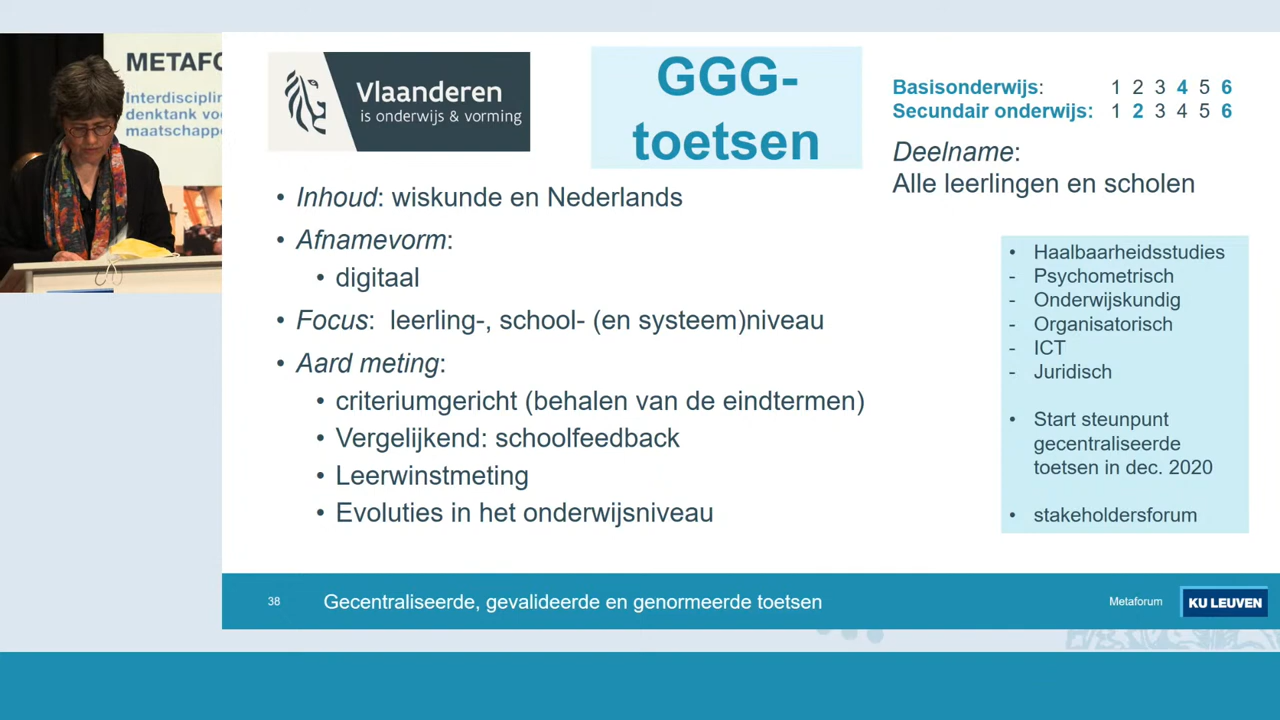 METAFO
Interdisciplin
denktank vo
maatschappe
Vlaanderen
is onderwijs & vorming
GGG-
toetsen
Basisonderwijs: 1 2 3 4 5 6
Secundair onderwijs: 1 2 3 4 5 6
Deelname:
Alle leerlingen en scholen
• Inhoud: wiskunde en Nederlands
• Afnamevorm:
• digitaal
• Focus: leerling-, school- (en systeem)niveau
• Aard meting:
• criteriumgericht (behalen van de eindtermen)
• Vergelijkend: schoolfeedback
• Leerwinstmeting
• Evoluties in het onderwijsniveau
• Haalbaarheidsstudies
- Psychometrisch
- Onderwijskundig
- Organisatorisch
- ICT
- Juridisch
• Start steunpunt
gecentraliseerde
toetsen in dec. 2020
• stakeholdersforum
38
Gecentraliseerde, gevalideerde en genormeerde toetsen
Metaforum
KU LEUVEN